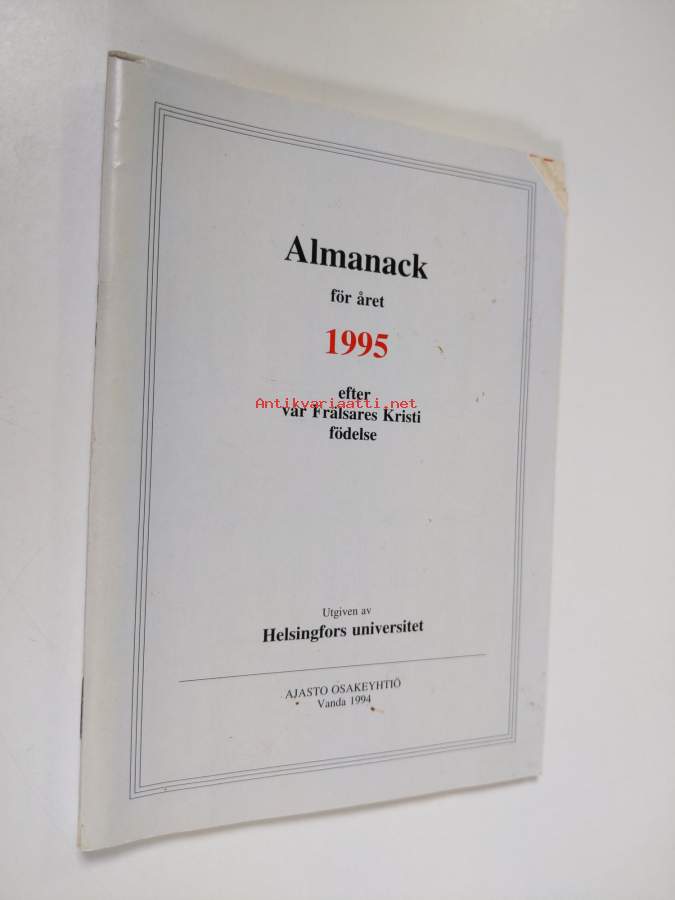 Almanack
för året
1995
efter
Antikvariaatti.net
vår Frälsares Kristi
födelse
Utgiven av
Helsingfors universitet
AJASTO OSAKEYHTIÖ
Vanda 1994